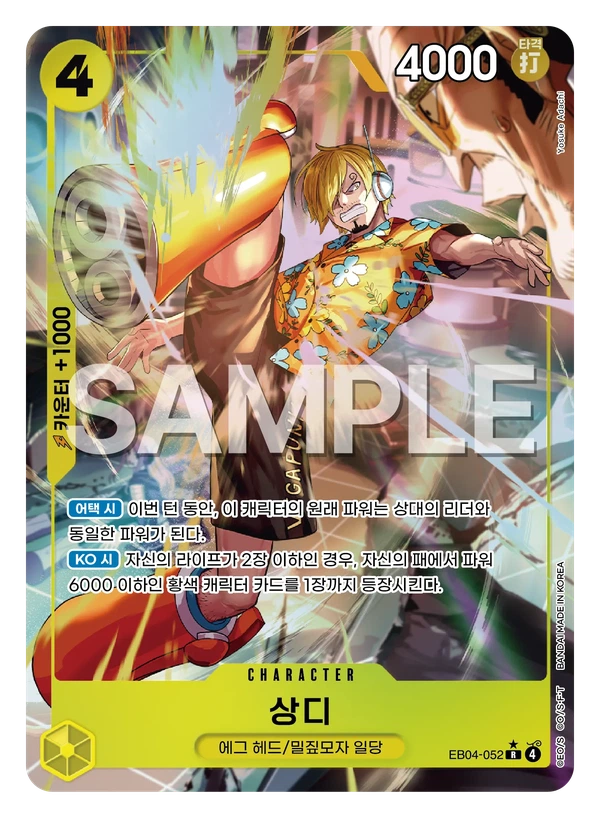 4
4000
타격
打
Yosuke Adachi
카운터 +1000
SAMPLE
VEGAPUNK
어택 시 이번 턴 동안, 이 캐릭터의 원래 파워는 상대의 리더와
동일한 파워가 된다.
KO 시 자신의 라이프가 2장 이하인 경우, 자신의 패에서 파워
6000 이하인 황색 캐릭터 카드를 1장까지 등장시킨다.
CHARACTER
상디
에그 헤드/밀짚모자 일당
EB04-052 R 4
©EO/S ©O/S·F·T BANDAI MADE IN KOREA